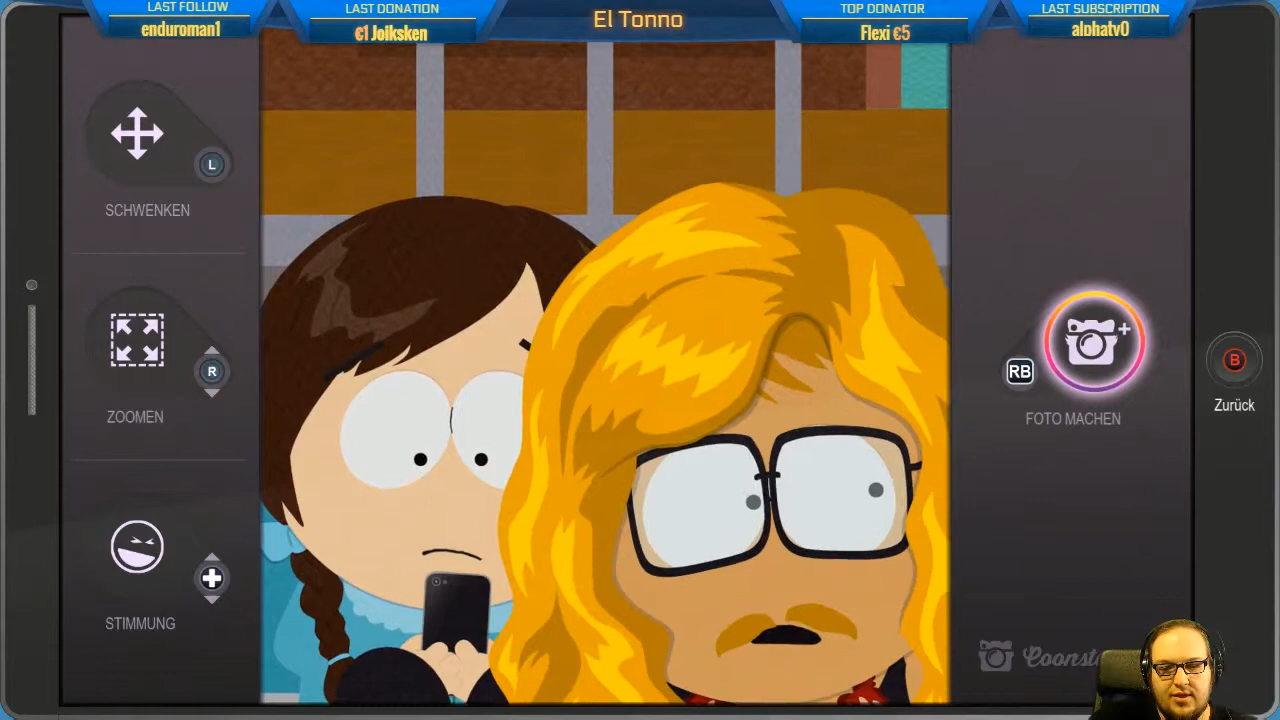 LAST FOLLOW
enduroman1
LAST DONATION
€1 Joiksken
El Tonno
TOP DONATOR
Flexi €5
LAST SUBSCRIPTION
alphatv0
L
SCHWENKEN
R
ZOOMEN
STIMMUNG
RB
FOTO MACHEN
B
Zurück